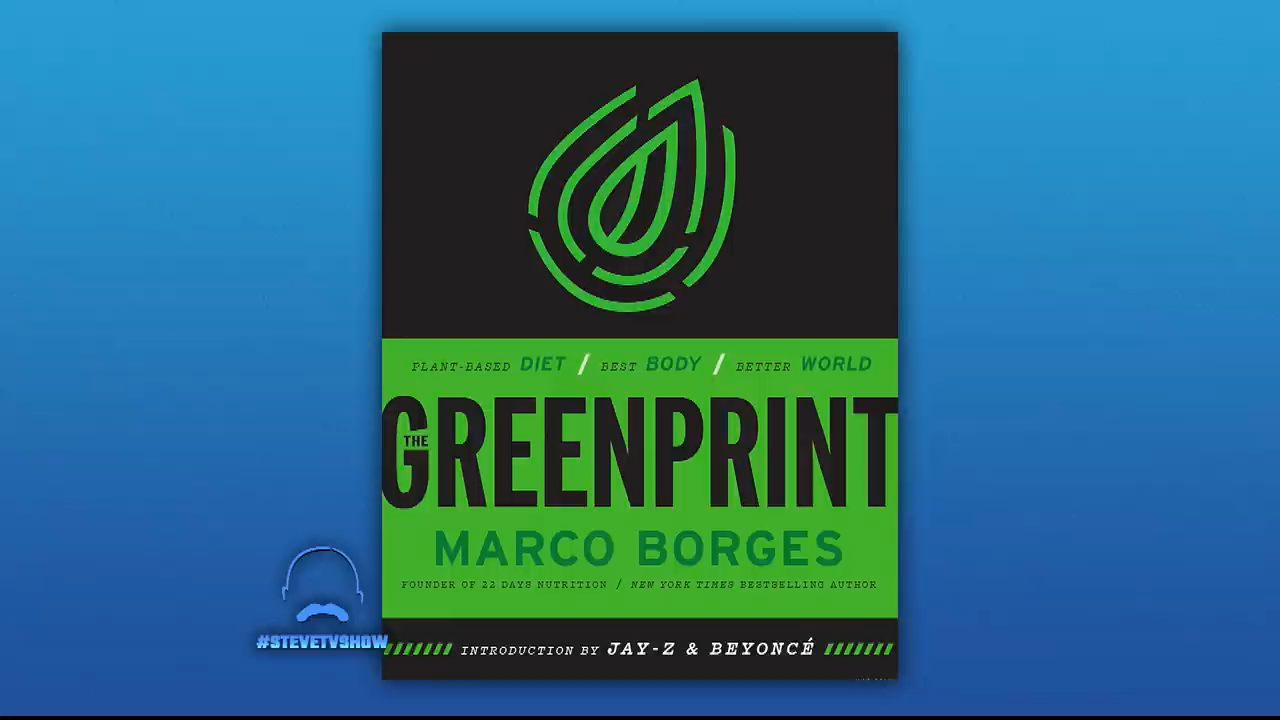 PLANT-BASED DIET / BEST BODY / BETTER WORLD
THE
GREENPRINT
MARCO BORGES
FOUNDER OF 22 DAYS NUTRITION / NEW YORK TIMES BESTSELLING AUTHOR
#STEVETVSHOW
INTRODUCTION BY JAY-Z & BEYONCÉ